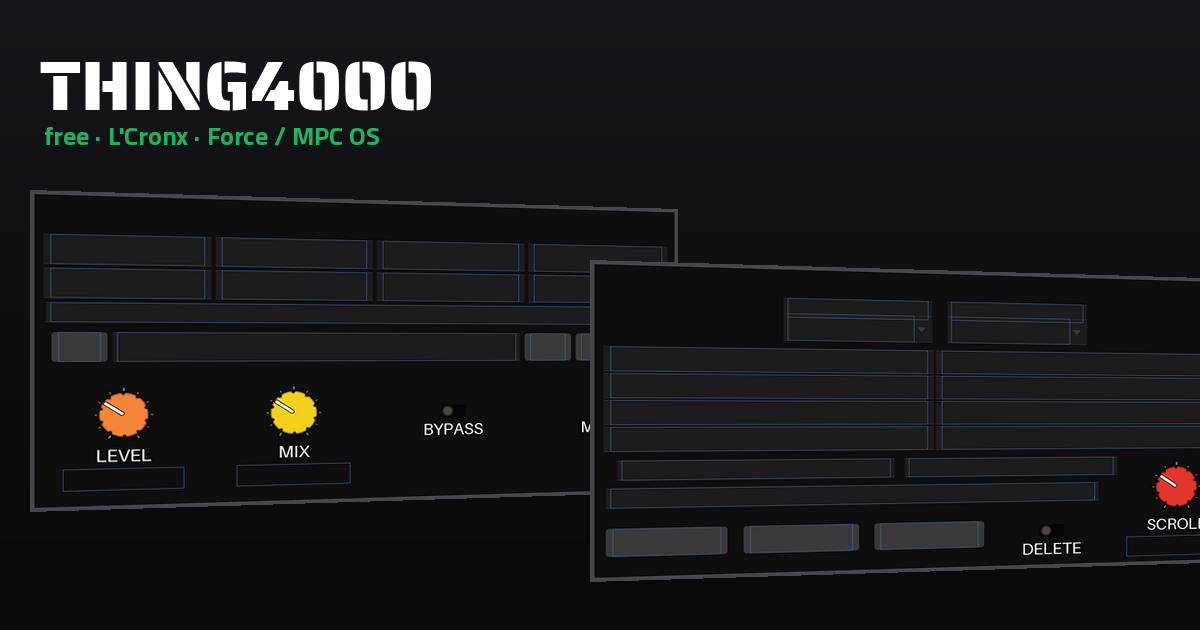 THING4000
free · L'Cronx · Force / MPC OS
LEVEL
MIX
BYPASS
DELETE